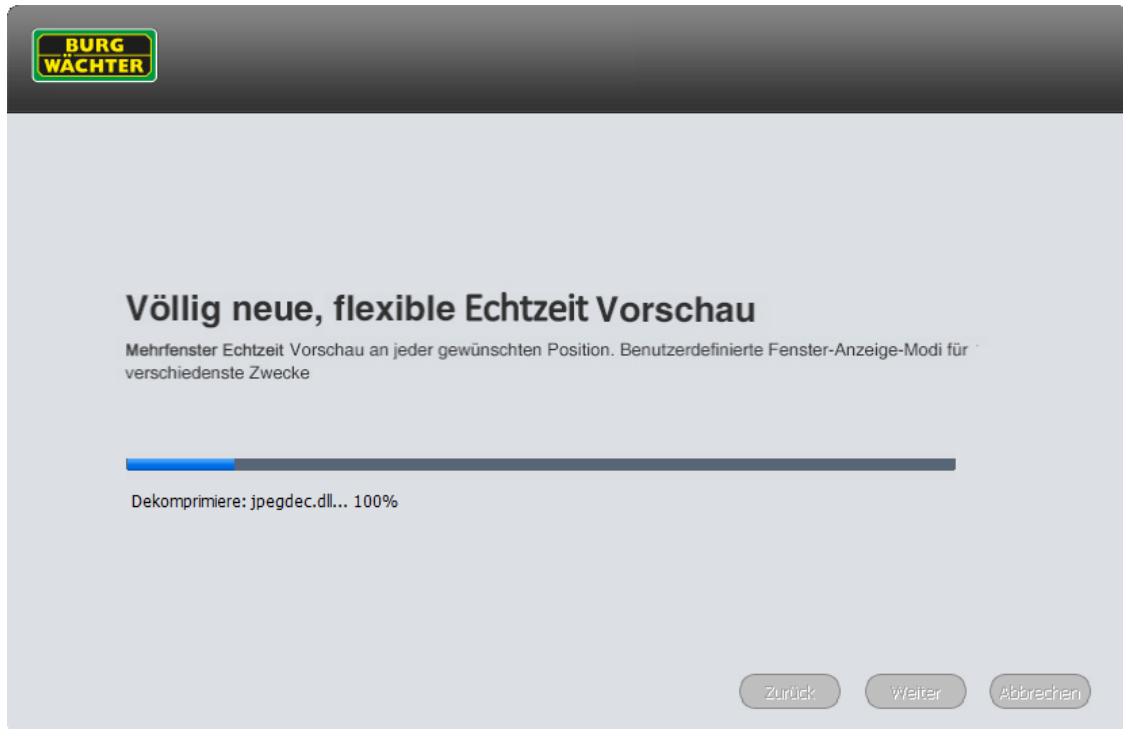 BURG
WÄCHTER
Völlig neue, flexible Echtzeit Vorschau
Mehrfenster Echtzeit Vorschau an jeder gewünschten Position. Benutzerdefinierte Fenster-Anzeige-Modi für
verschiedenste Zwecke
Dekomprimiere: jpegdec.dll... 100%
Zurück Weiter Abbrechen